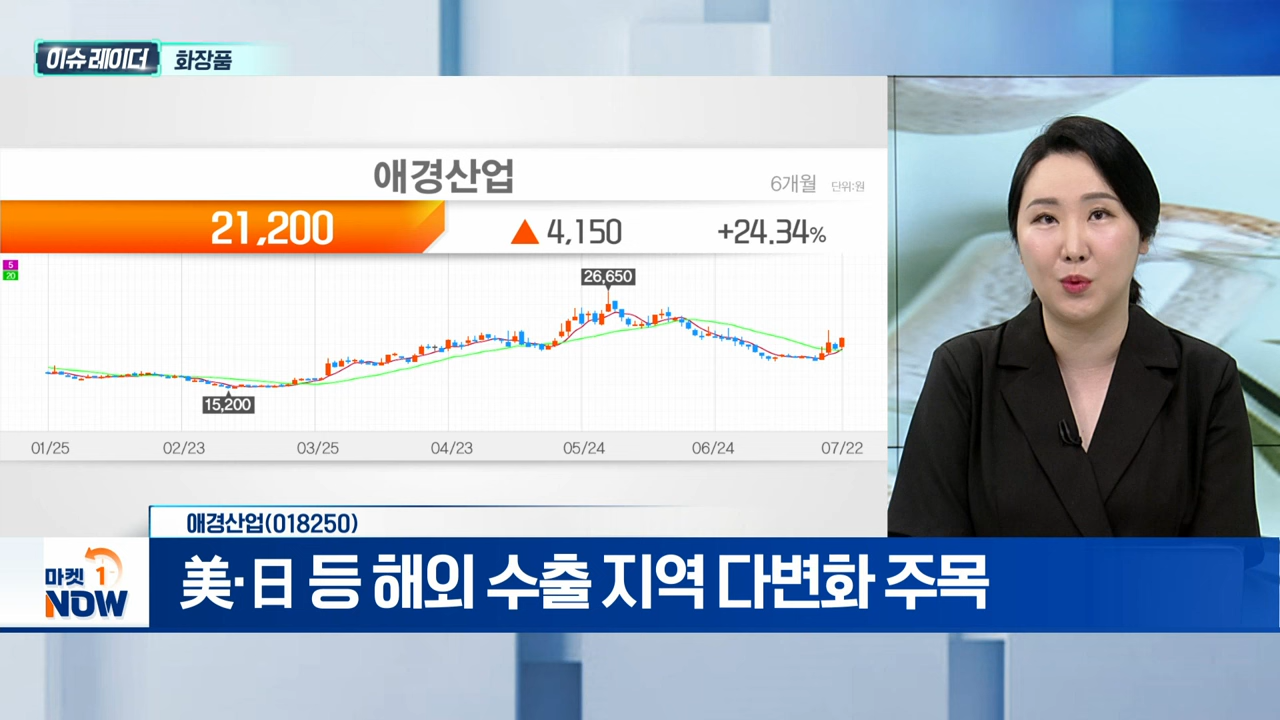 이슈 레이더 화장품
애경산업
6개월 단위:원
21,200 ▲ 4,150 +24.34%
5
20
26,650
15,200
01/25 02/23 03/25 04/23 05/24 06/24 07/22
애경산업(018250)
마켓 1 NOW
美·日 등 해외 수출 지역 다변화 주목